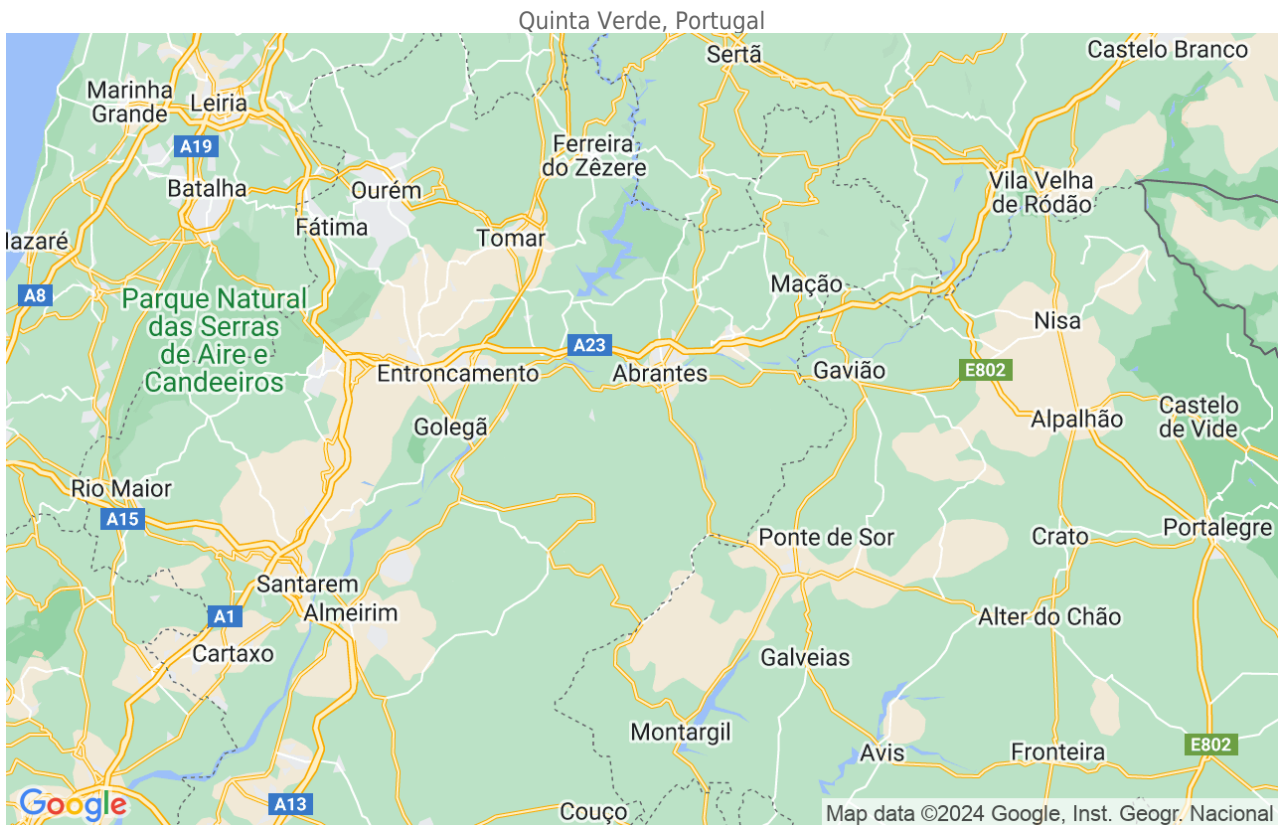 Quinta Verde, Portugal
Sertã
Castelo Branco
Marinha
Grande
Leiria
A19
Ferreira
do Zêzere
Batalha
Ourém
Vila Velha
de Ródão
Fátima
Tomar
Nazaré
A8
Mação
Parque Natural
das Serras
de Aire e
Candeeiros
Nisa
A23
Entroncamento
Abrantes
Gavião
E802
Golegã
Alpalhão
Castelo
de Vide
Rio Maior
A15
Ponte de Sor
Crato
Portalegre
Santarem
Almeirim
A1
Alter do Chão
Cartaxo
Galveias
Montargil
Avis
Fronteira
E802
Google
A13
Couço
Map data ©2024 Google, Inst. Geogr. Nacional